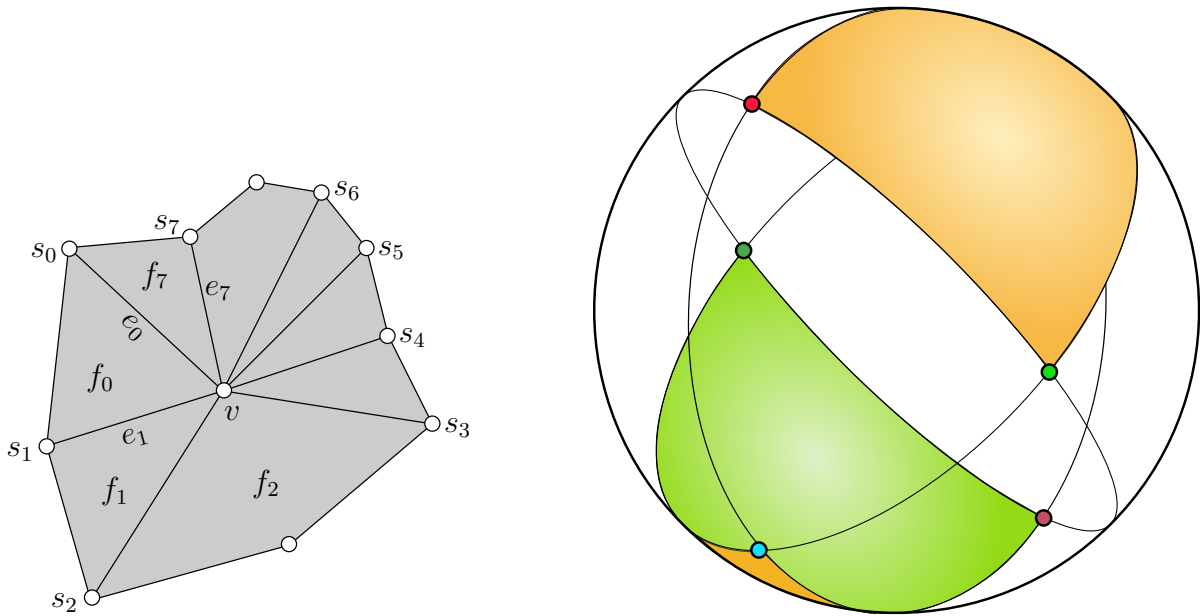 s₆
s₇
s₀
s₅
f₇
e₇
e₀
s₄
f₀
v
s₃
e₁
s₁
f₂
f₁
s₂